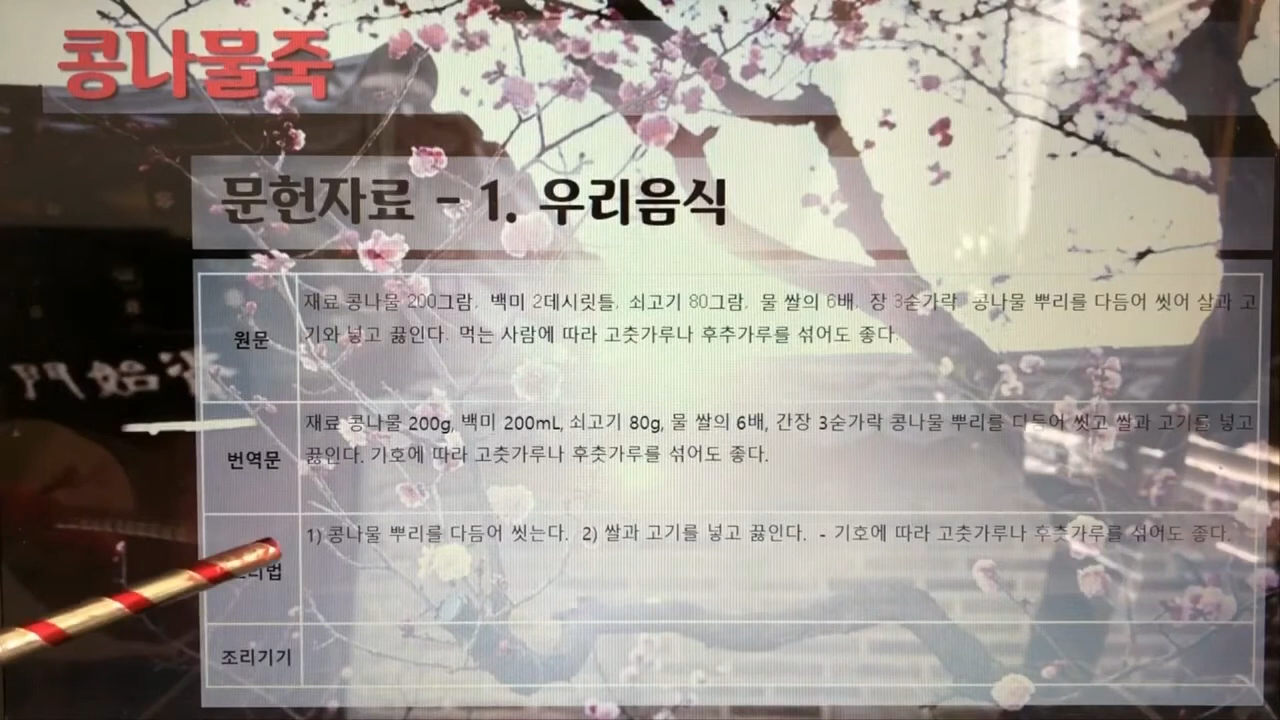 콩나물죽
문헌자료 - 1. 우리음식
원문
재료 콩나물 200그람, 백미 2데시릿틀, 쇠고기 80그람, 물 쌀의 6배, 장 3숟가락 콩나물 뿌리를 다듬어 씻어 살과 고
기와 넣고 끓인다. 먹는 사람에 따라 고춧가루나 후추가루를 섞어도 좋다.
번역문
재료 콩나물 200g, 백미 200mL, 쇠고기 80g, 물 쌀의 6배, 간장 3숟가락 콩나물 뿌리를 다듬어 씻고 쌀과 고기를 넣고
끓인다. 기호에 따라 고춧가루나 후춧가루를 섞어도 좋다.
1) 콩나물 뿌리를 다듬어 씻는다. 2) 쌀과 고기를 넣고 끓인다. - 기호에 따라 고춧가루나 후춧가루를 섞어도 좋다.
조리기기